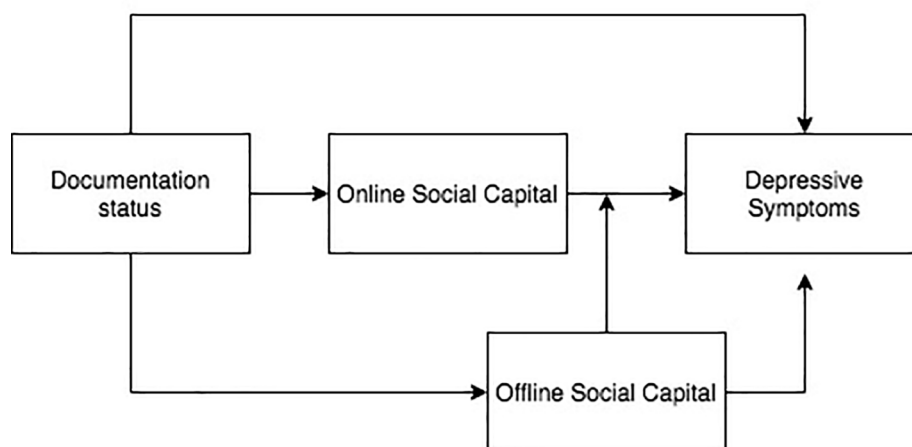 Documentation
status
Online Social Capital
Depressive
Symptoms
Offline Social Capital